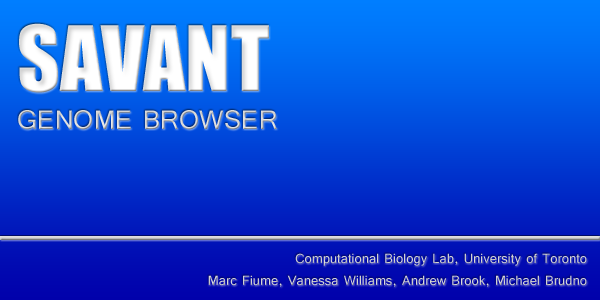 SAVANT
GENOME BROWSER
Computational Biology Lab, University of Toronto
Marc Fiume, Vanessa Williams, Andrew Brook, Michael Brudno